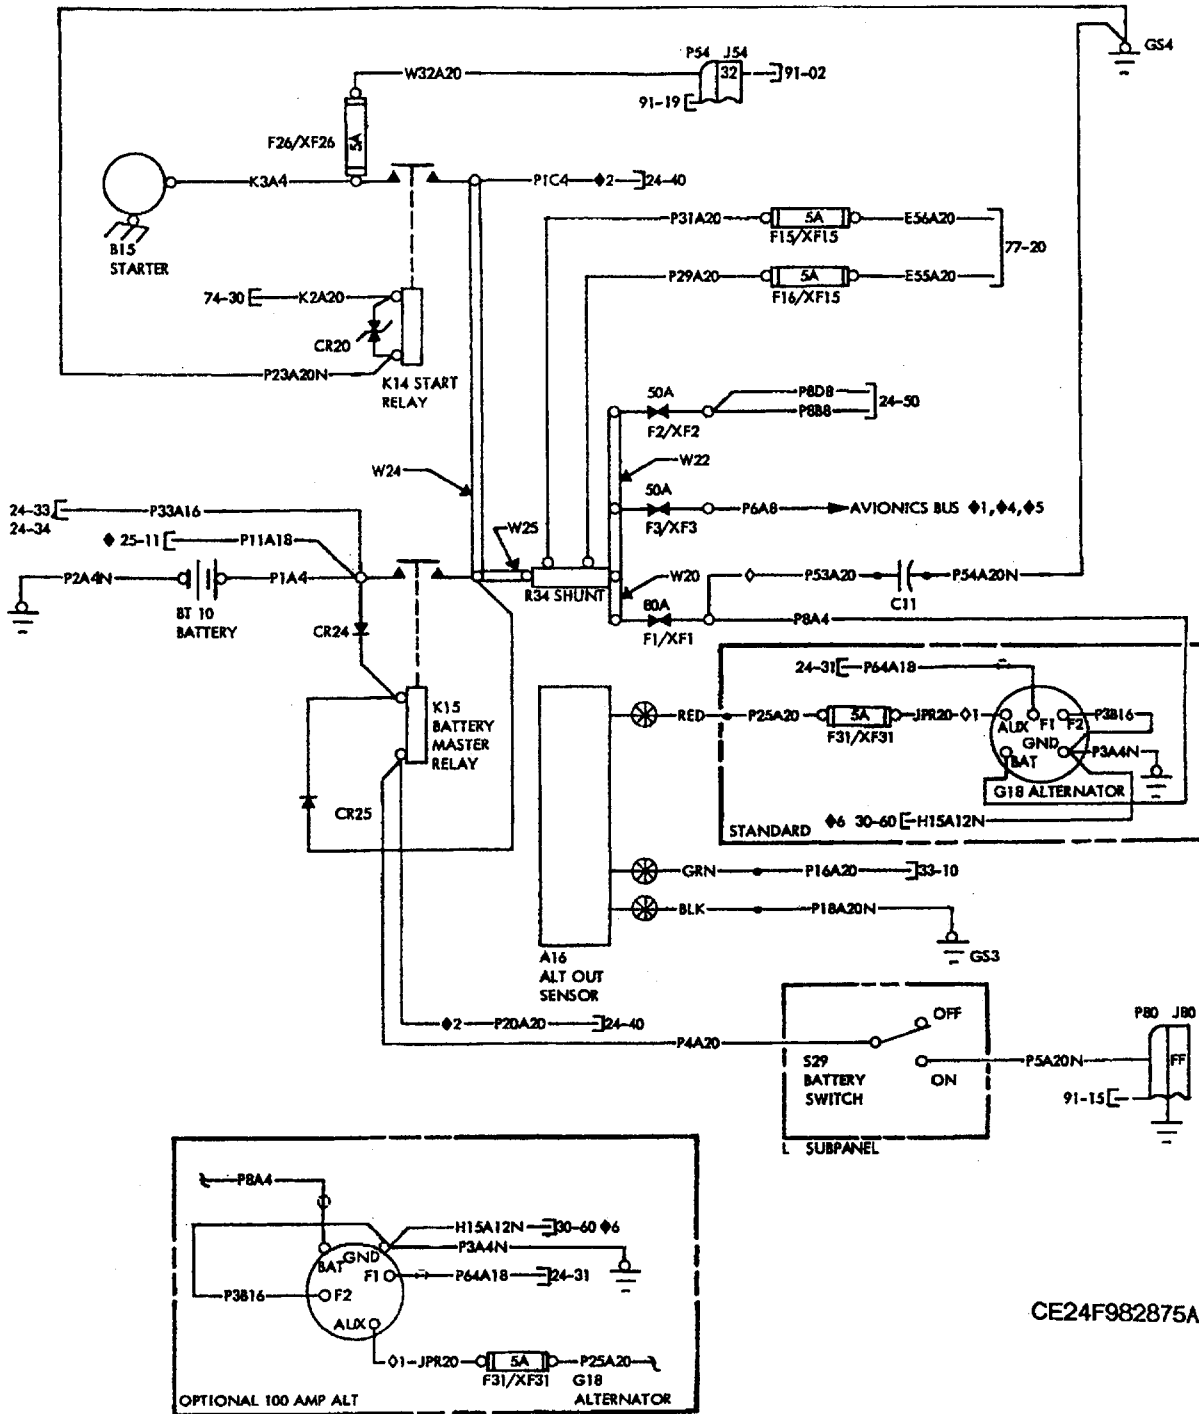 GS4
P54 J54
W32A20
32
91-02
91-19
F26/XF26
5A
K3A4
P1C4 ♦2 24-40
B15
STARTER
P31A20 5A E56A20
F15/XF15
77-20
P29A20 5A E55A20
F16/XF15
74-30 K2A20
CR20
P23A20N
K14 START
RELAY
50A
P8D8
P8B8
24-50
F2/XF2
W24
W22
50A
24-33
24-34
P33A16
P6A8
AVIONICS BUS ♦1,♦4,♦5
F3/XF3
W25
♦ 25-11 P11A18
P2A4N
P1A4
W20
P53A20
P54A20N
BT 10
BATTERY
R34 SHUNT
C11
80A
P8A4
CR24
F1/XF1
24-31 P64A18
K15
BATTERY
MASTER
RELAY
RED P25A20 5A JPR20 ◊1
AUX F1 F2 P3B16
F31/XF31
GND
P3A4N
BAT
G18 ALTERNATOR
CR25
STANDARD ♦6 30-60 H15A12N
GRN P16A20 33-10
BLK P18A20N
GS3
A16
ALT OUT
SENSOR
♦2 P20A20 24-40
OFF
P4A20
P80 J80
S29
BATTERY
SWITCH
ON
P5A20N
FF
91-15
L SUBPANEL
P8A4
H15A12N 30-60 ♦6
P3A4N
BAT
GND
F1 P64A18 24-31
P3B16
F2
AUX
◊1 JPR20 5A P25A20
F31/XF31
G18
ALTERNATOR
OPTIONAL 100 AMP ALT
CE24F982875A